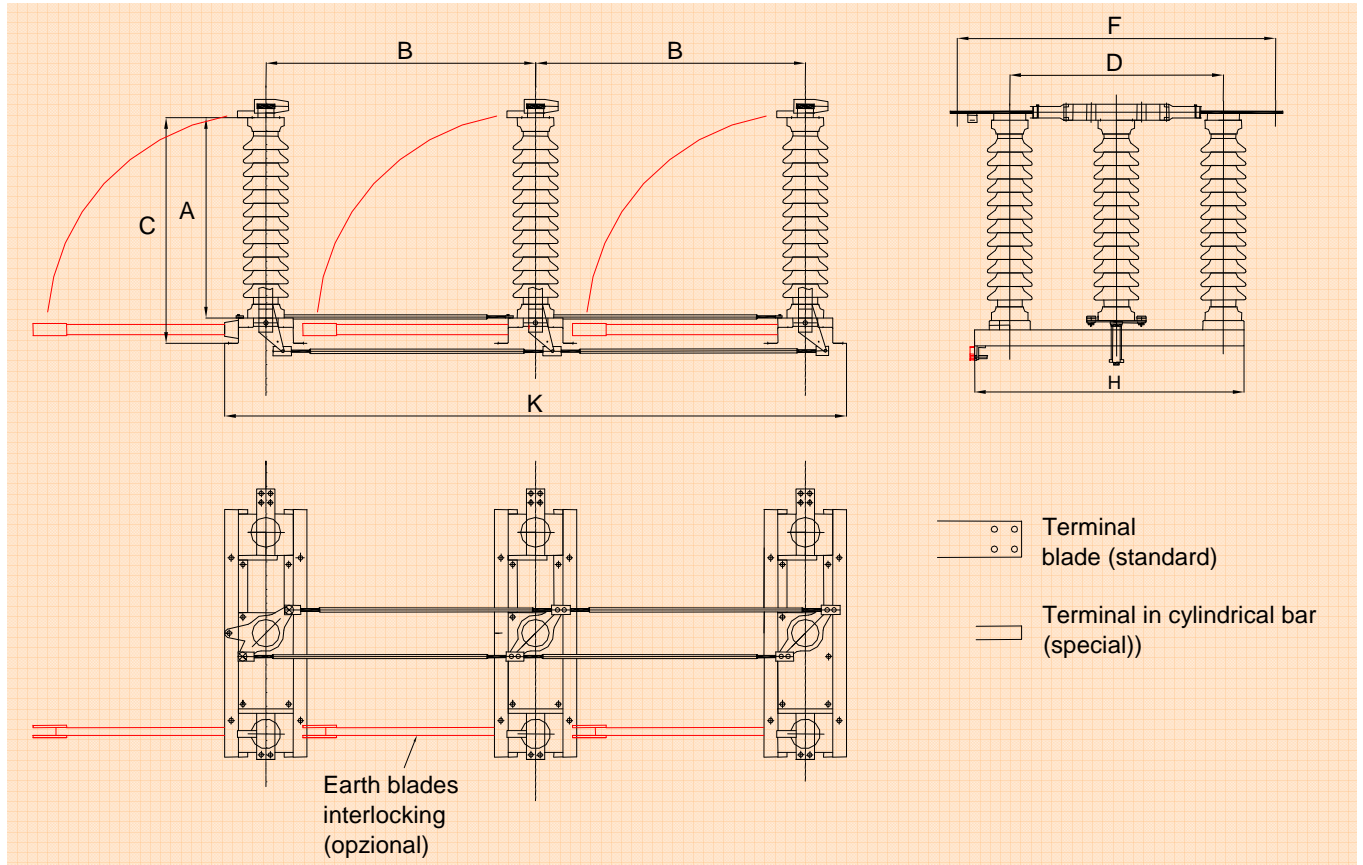 B
B
F
D
C
A
K
H
Terminal
blade (standard)
Terminal in cylindrical bar
(special))
Earth blades
interlocking
(opzional)